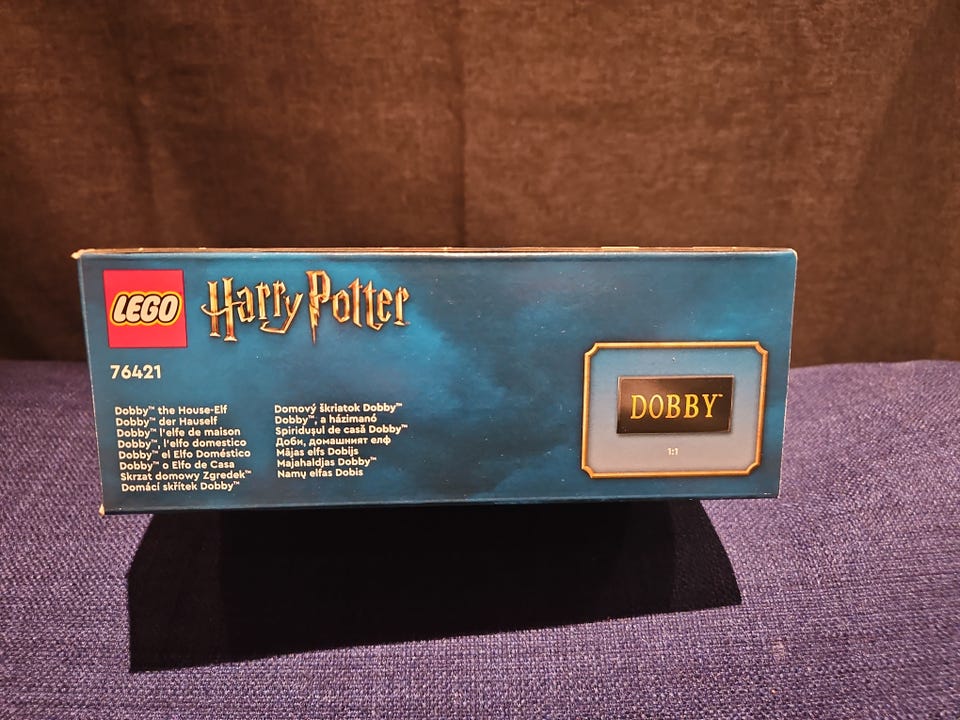 LEGO
Harry Potter
76421
Dobby™ the House-Elf
Dobby™ der Hauself
Dobby™ l'elfe de maison
Dobby™, l'elfo domestico
Dobby™ el Elfo Doméstico
Dobby™ o Elfo de Casa
Skrzat domowy Zgredek™
Domácí skřítek Dobby™
Domový škriatok Dobby™
Dobby™, a házimanó
Spiridușul de casă Dobby™
Доби, домашният елф
Mājas elfs Dobijs
Majahaldjas Dobby™
Namų elfas Dobis
DOBBY™
1:1